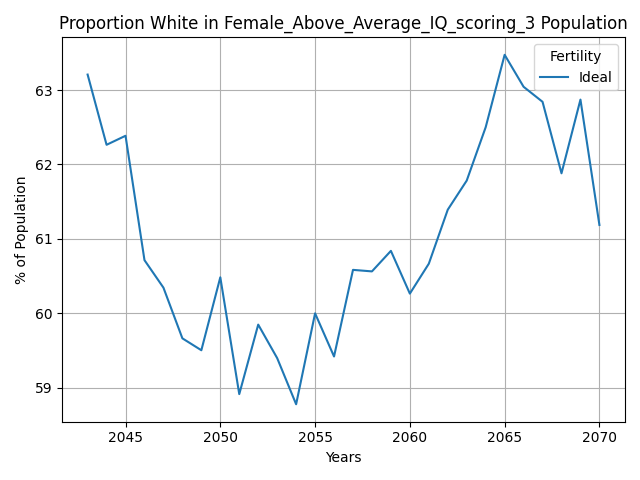 Proportion White in Female_Above_Average_IQ_scoring_3 Population
Fertility
Ideal
63
62
61
60
59
% of Population
2045 2050 2055 2060 2065 2070
Years